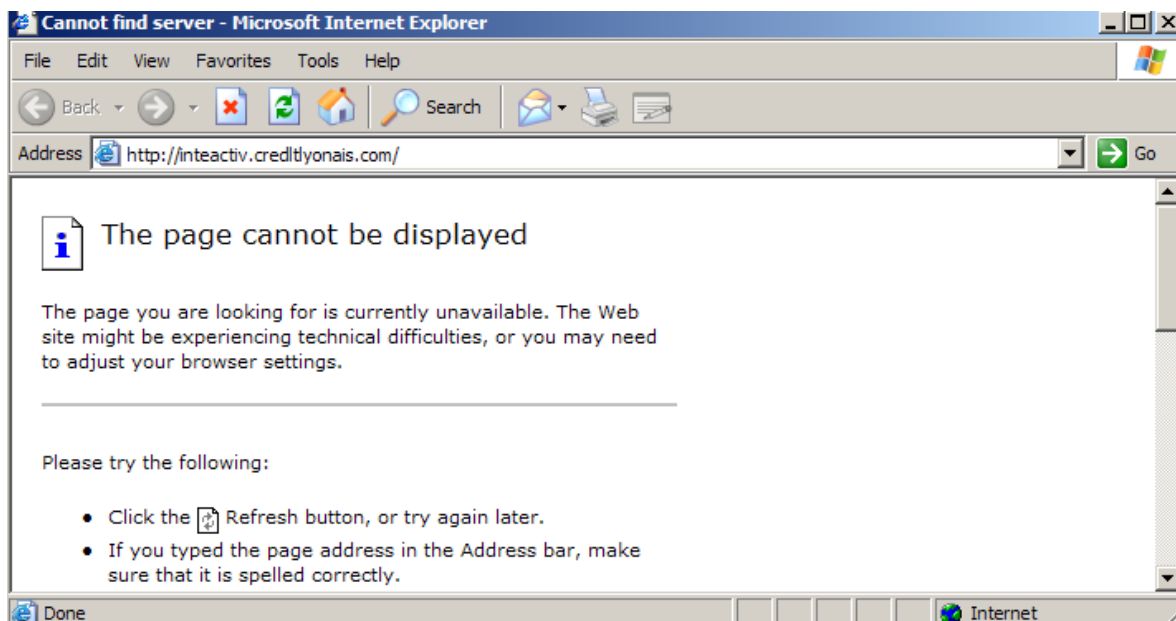 Cannot find server - Microsoft Internet Explorer
File Edit View Favorites Tools Help
Back Search
Address http://inteactiv.credltlyonais.com/ Go
The page cannot be displayed
The page you are looking for is currently unavailable. The Web
site might be experiencing technical difficulties, or you may need
to adjust your browser settings.
Please try the following:
Click the Refresh button, or try again later.
If you typed the page address in the Address bar, make
sure that it is spelled correctly.
Done Internet